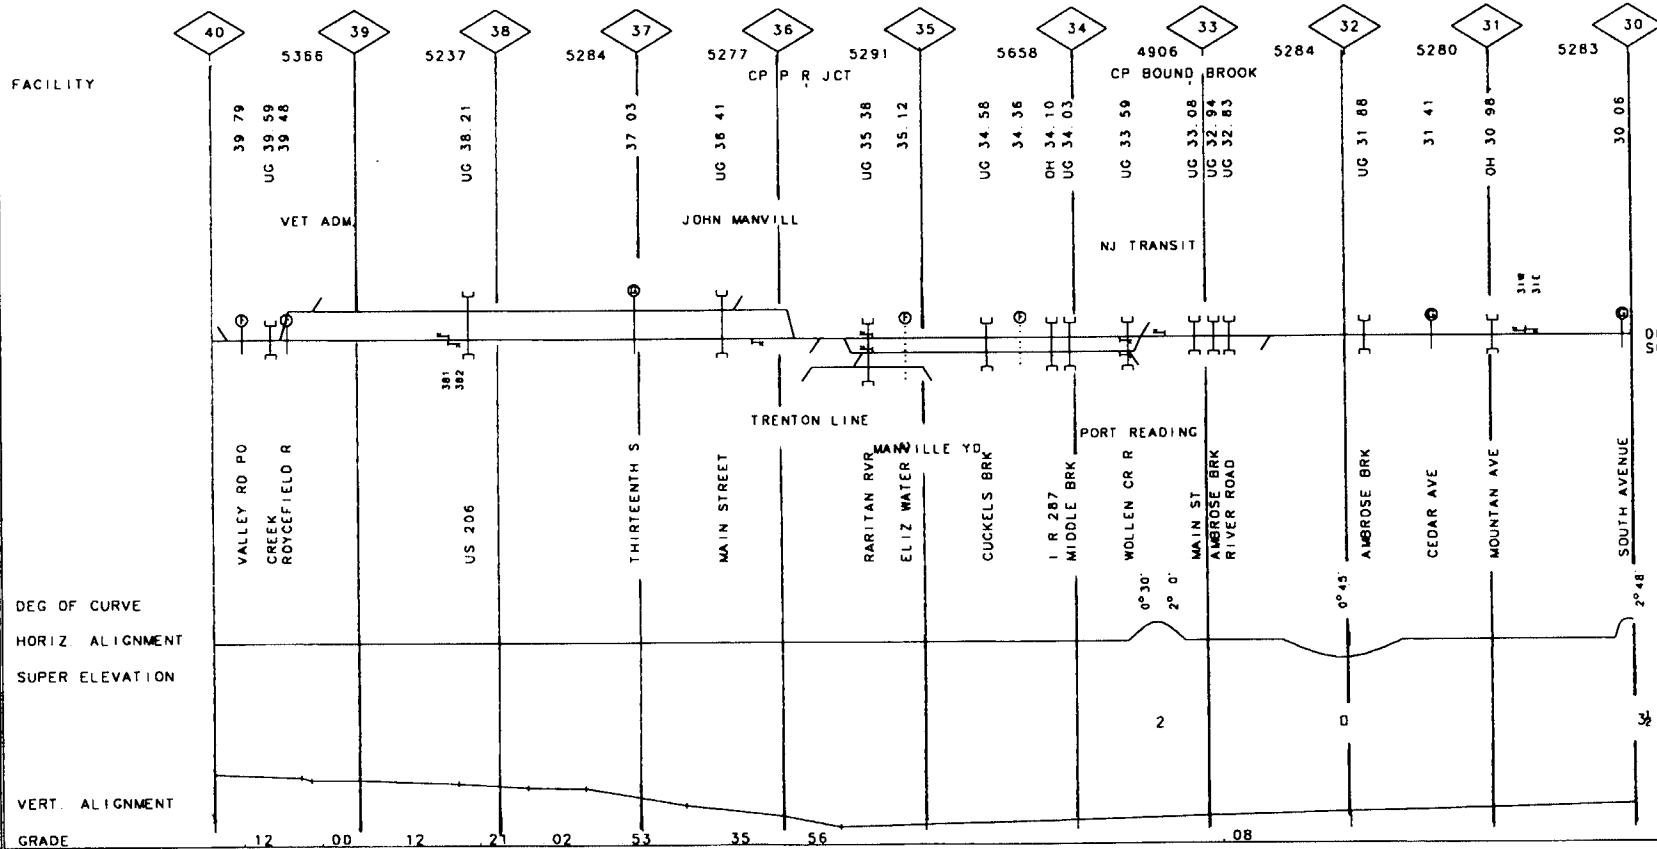 40 39 38 37 36 35 34 33 32 31 30
5366 5237 5284 5277 5291 5658 4906 5284 5280 5283
FACILITY
CP P R JCT
CP BOUND BROOK
39 79
UG 39 59
39 48
UG 38.21
37 03
UG 36 41
UG 35 38
35.12
UG 34 58
34.36
OH 34.10
UG 34 03
UG 33 59
UG 33.08
UG 32.94
UG 32.83
UG 31 88
31 41
OH 30 98
30 06
VET ADM
JOHN MANVILL
NJ TRANSIT
31W
31E
381
382
TRENTON LINE
MANVILLE YD
PORT READING
VALLEY RD PO
CREEK
ROYCEFIELD R
US 206
THIRTEENTH S
MAIN STREET
RARITAN RVR
ELIZ WATER
CUCKELS BRK
I R 287
MIDDLE BRK
WOLLEN CR R
MAIN ST
AMBROSE BRK
RIVER ROAD
AMBROSE BRK
CEDAR AVE
MOUNTAIN AVE
SOUTH AVENUE
DEG OF CURVE
0° 30'
2° 0'
0° 45'
2° 48'
HORIZ. ALIGNMENT
SUPER ELEVATION
2 0 3½
VERT. ALIGNMENT
GRADE .12 .00 .12 .21 .02 .53 .35 .56 .08